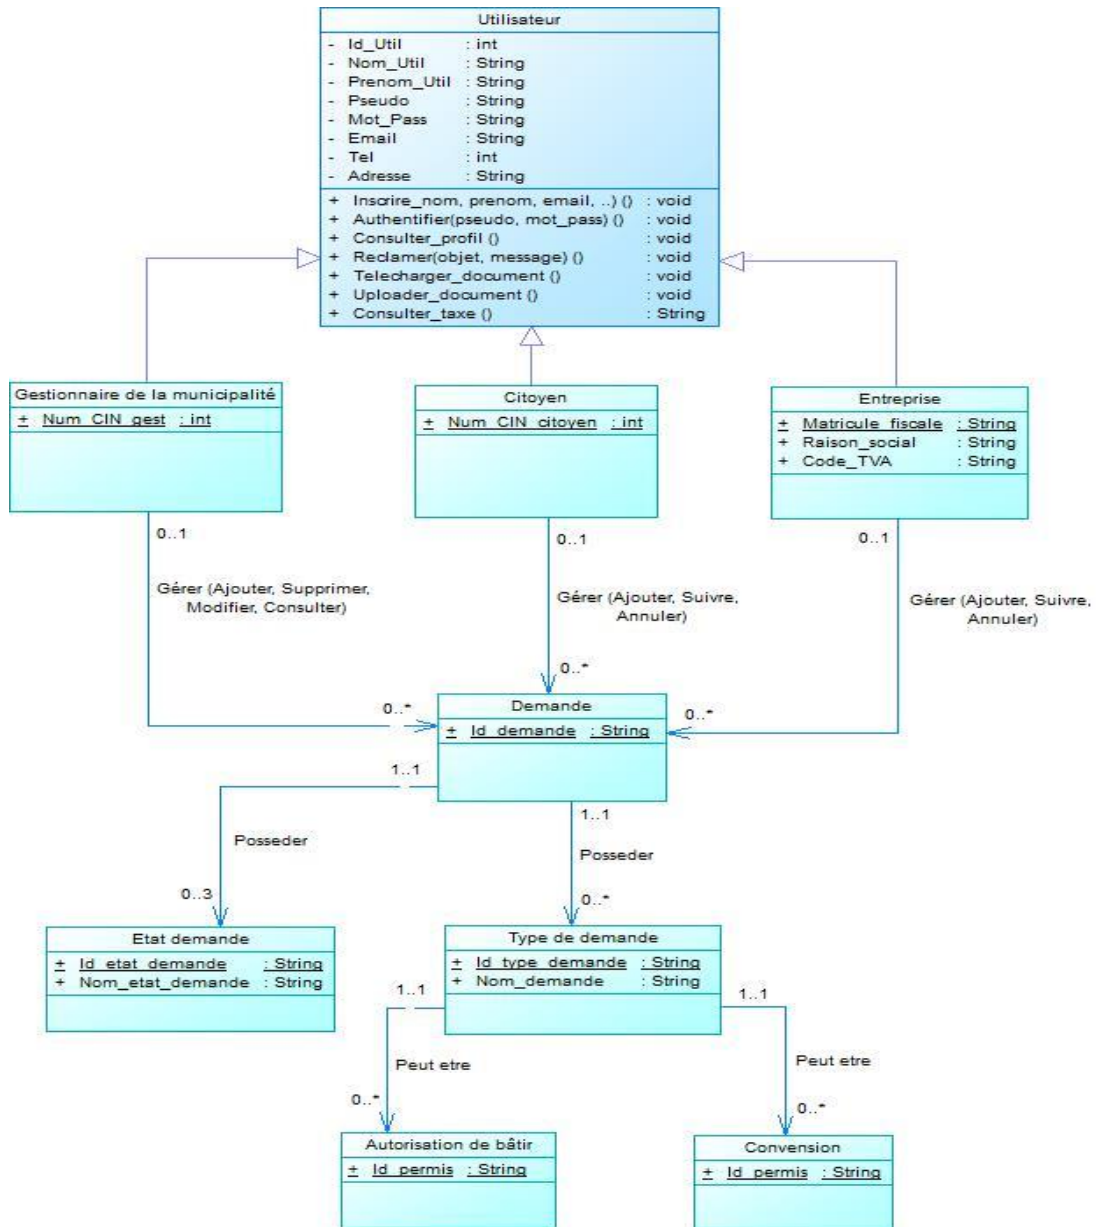 Utilisateur
- Id_Util : int
- Nom_Util : String
- Prenom_Util : String
- Pseudo : String
- Mot_Pass : String
- Email : String
- Tel : int
- Adresse : String
+ Inscrire_nom, prenom, email, ..) () : void
+ Authentifier(pseudo, mot_pass) () : void
+ Consulter_profil () : void
+ Reclamer(objet, message) () : void
+ Telecharger_document () : void
+ Uploader_document () : void
+ Consulter_taxe () : String
Gestionnaire de la municipalité
+ Num_CIN_gest : int
Citoyen
+ Num_CIN_citoyen : int
Entreprise
+ Matricule_fiscale : String
+ Raison_social : String
+ Code_TVA : String
0..1
0..1
0..1
Gérer (Ajouter, Supprimer,
Modifier, Consulter)
Gérer (Ajouter, Suivre,
Annuler)
Gérer (Ajouter, Suivre,
Annuler)
0..*
0..*
0..*
Demande
+ Id_demande : String
1..1
1..1
Posseder
Posseder
0..3
0..*
Etat demande
+ Id_etat_demande : String
+ Nom_etat_demande : String
Type de demande
+ Id_type_demande : String
+ Nom_demande : String
1..1
1..1
Peut etre
Peut etre
0..*
0..*
Autorisation de bâtir
+ Id_permis : String
Convension
+ Id_permis : String